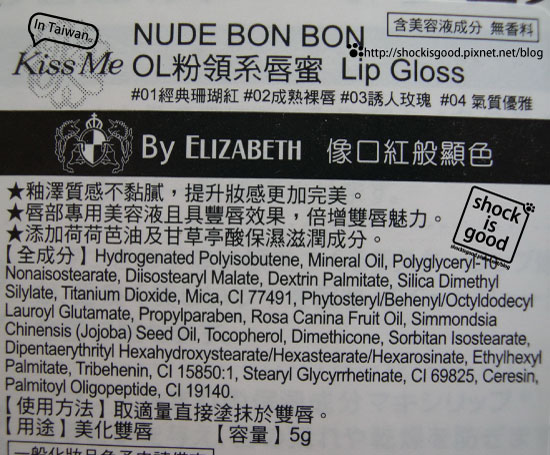 In Taiwan。
Kiss Me
NUDE BON BON
含美容液成分 無香料
http://shockisgood.pixnet.net/blog
OL粉領系唇蜜 Lip Gloss
#01經典珊瑚紅 #02成熟裸唇 #03誘人玫瑰 #04 氣質優雅
By ELIZABETH 像口紅般顯色
★釉澤質感不黏膩，提升妝感更加完美。
★唇部專用美容液且具豐唇效果，倍增雙唇魅力。
★添加荷荷芭油及甘草亭酸保濕滋潤成分。
shock
is
good
【全成分】Hydrogenated Polyisobutene, Mineral Oil, Polyglyceryl-10
Nonaisostearate, Diisostearyl Malate, Dextrin Palmitate, Silica Dimethyl
Silylate, Titanium Dioxide, Mica, CI 77491, Phytosteryl/Behenyl/Octyldodecyl
Lauroyl Glutamate, Propylparaben, Rosa Canina Fruit Oil, Simmondsia
Chinensis (Jojoba) Seed Oil, Tocopherol, Dimethicone, Sorbitan Isostearate,
Dipentaerythrityl Hexahydroxystearate/Hexastearate/Hexarosinate, Ethylhexyl
Palmitate, Tribehenin, CI 15850:1, Stearyl Glycyrrhetinate, CI 69825, Ceresin,
Palmitoyl Oligopeptide, CI 19140.
【使用方法】取適量直接塗抹於雙唇。
【用途】美化雙唇 【容量】5g